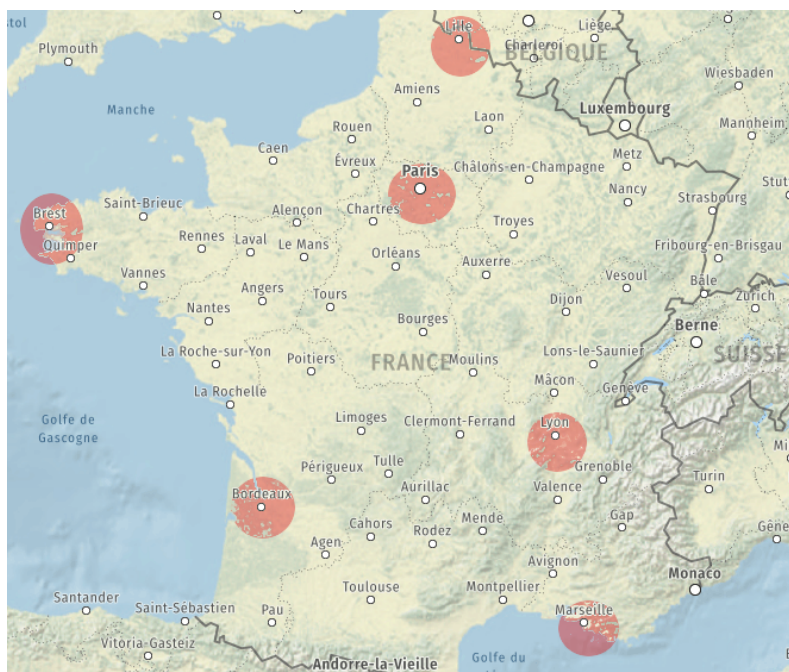 Lille
Liège
Charleroi
BELGIQUE
Plymouth
Wiesbaden
Amiens
Manche
Luxembourg
Laon
Mannheim
Rouen
Caen
Metz
Évreux
Paris
Châlons-en-Champagne
Nancy
Stut
Saint-Brieuc
Strasbourg
Brest
Alençon
Chartres
Troyes
Quimper
Rennes
Laval
Le Mans
Fribourg-en-Brisgau
Orléans
Auxerre
Vannes
Vesoul
Bâle
Angers
Tours
Dijon
Zurich
Nantes
Bourges
Berne
La Roche-sur-Yon
Poitiers
FRANCE
Moulins
Lons-le-Saunier
SUISSE
La Rochelle
Mâcon
Genève
Golfe de
Gascogne
Limoges
Clermont-Ferrand
Lyon
Périgueux
Tulle
Grenoble
Turin
Bordeaux
Aurillac
Valence
Cahors
Rodez
Mende
Gap
Agen
Avignon
Santander
Saint-Sébastien
Toulouse
Montpellier
Monaco
Pau
Marseille
Vitoria-Gasteiz
Andorre-la-Vieille
Golfe du